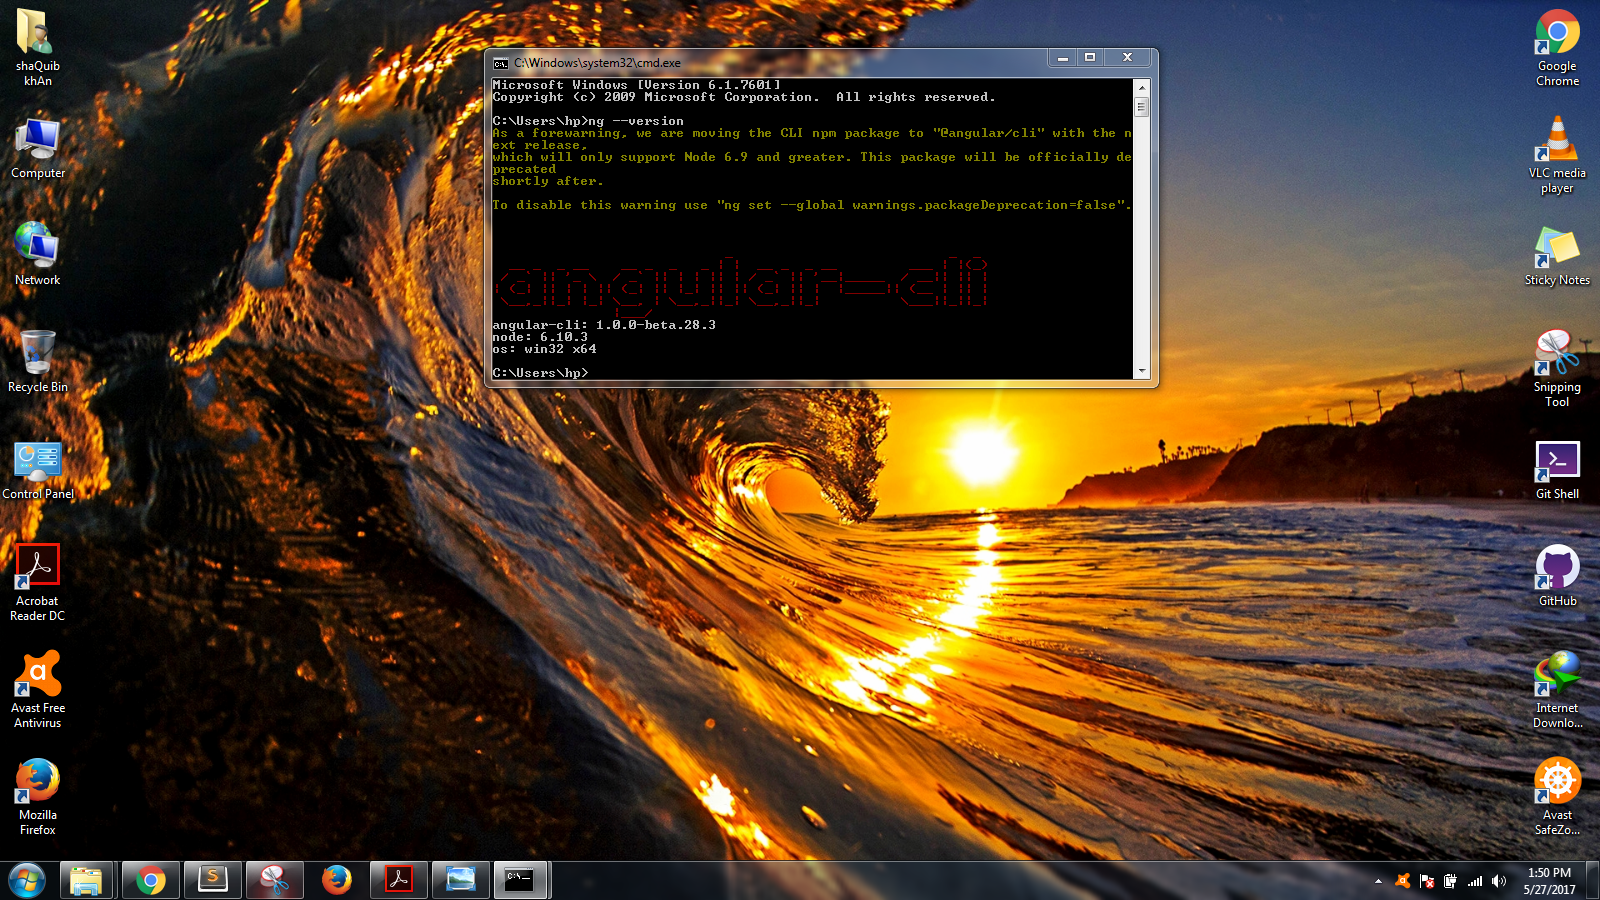 shaQuib
khAn
Computer
Network
Recycle Bin
Control Panel
Acrobat
Reader DC
Avast Free
Antivirus
Mozilla
Firefox
C:\Windows\system32\cmd.exe
Microsoft Windows [Version 6.1.7601]
Copyright (c) 2009 Microsoft Corporation.  All rights reserved.
C:\Users\hp>ng --version
As a forewarning, we are moving the CLI npm package to "@angular/cli" with the n
ext release,
which will only support Node 6.9 and greater. This package will be officially de
precated
shortly after.
To disable this warning use "ng set --global warnings.packageDeprecation=false".
angular-cli
angular-cli: 1.0.0-beta.28.3
node: 6.10.3
os: win32 x64
C:\Users\hp>
Google
Chrome
VLC media
player
Sticky Notes
Snipping
Tool
Git Shell
GitHub
Internet
Downlo...
Avast
SafeZo...
1:50 PM
5/27/2017